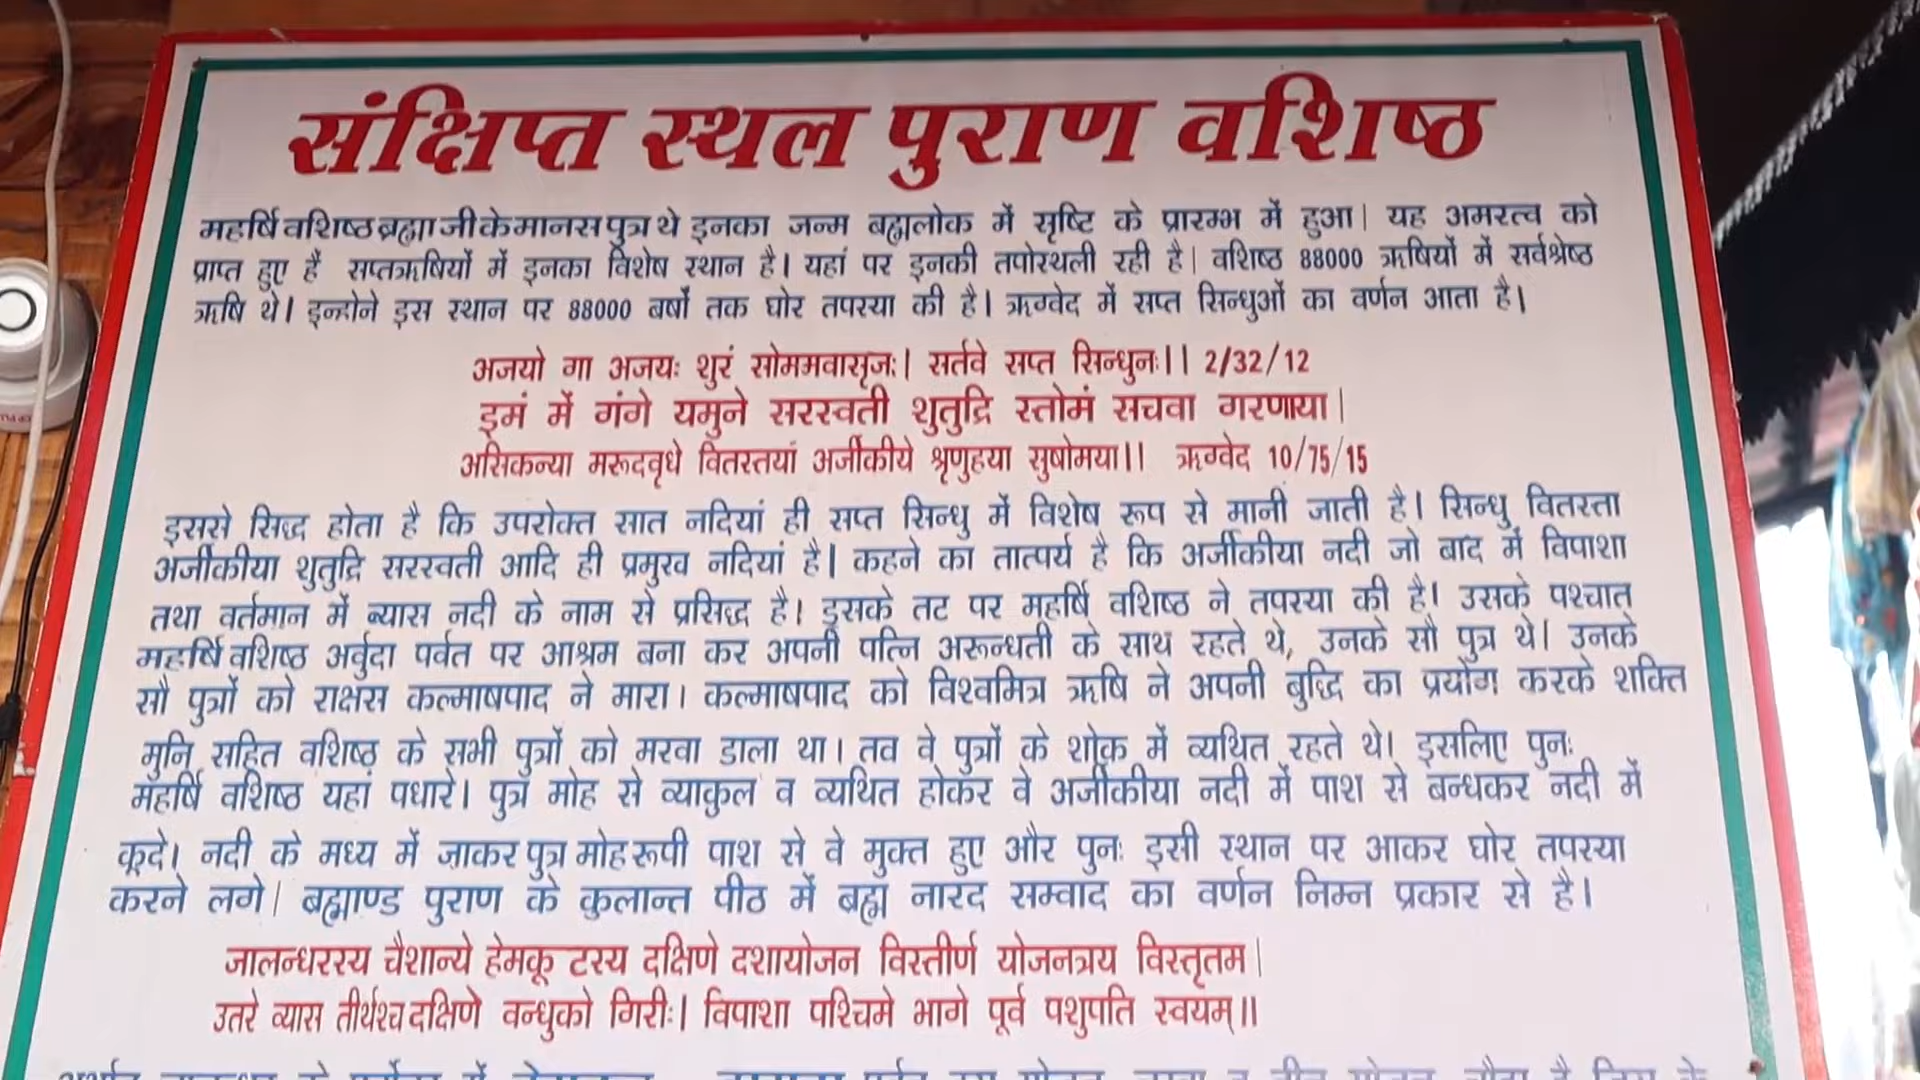 संक्षिप्त स्थल पुराण वशिष्ठ
महर्षि वशिष्ठ ब्रह्मा जी के मानस पुत्र थे इनका जन्म बह्मलोक में सृष्टि के प्रारम्भ में हुआ। यह अमरत्व को
प्राप्त हुए हैं सप्तऋषियों में इनका विशेष स्थान है। यहां पर इनकी तपोस्थली रही है। वशिष्ठ 88000 ऋषियों में सर्वश्रेष्ठ
ऋषि थे। इन्होने इस स्थान पर 88000 बर्षों तक घोर तपस्या की है। ऋग्वेद में सप्त सिन्धुओं का वर्णन आता है।
अजयो गा अजयः शुरं सोममवासृजः। सर्तवे सप्त सिन्धुनः।। 2/32/12
इमं में गंगे यमुने सरस्वती शुतुद्रि स्तोमं सचवा गरणाया।
असिकन्या मरूदवृधे वितस्तयां अर्जीकीये श्रृणुहया सुषोमया।। ऋग्वेद 10/75/15
इससे सिद्ध होता है कि उपरोक्त सात नदियां ही सप्त सिन्धु में विशेष रूप से मानी जाती है। सिन्धु वितस्ता
अर्जीकीया शुतुद्रि सरस्वती आदि ही प्रमुख नदियां है। कहने का तात्पर्य है कि अर्जीकीया नदी जो बाद में विपाशा
तथा वर्तमान में ब्यास नदी के नाम से प्रसिद्ध है। इसके तट पर महर्षि वशिष्ठ ने तपस्या की है। उसके पश्चात्
महर्षि वशिष्ठ अर्वुदा पर्वत पर आश्रम बना कर अपनी पत्नि अरून्धती के साथ रहते थे, उनके सौ पुत्र थे। उनके
सौ पुत्रों को राक्षस कल्माषपाद ने मारा। कल्माषपाद को विश्वमित्र ऋषि ने अपनी बुद्धि का प्रयोग करके शक्ति
मुनि सहित वशिष्ठ के सभी पुत्रों को मरवा डाला था। तव वे पुत्रों के शोक में व्यथित रहते थे। इसलिए पुनः
महर्षि वशिष्ठ यहां पधारे। पुत्र मोह से व्याकुल व व्यथित होकर वे अर्जीकीया नदी में पाश से बन्धकर नदी में
कूदे। नदी के मध्य में जाकर पुत्र मोह रूपी पाश से वे मुक्त हुए और पुनः इसी स्थान पर आकर घोर तपस्या
करने लगे। ब्रह्माण्ड पुराण के कुलान्त पीठ में ब्रह्म नारद सम्वाद का वर्णन निम्न प्रकार से है।
जालन्धरस्य चैशान्ये हेमकू टस्य दक्षिणे दशायोजन विस्तीर्ण योजनत्रय विस्तृतम।
उतरे व्यास तीर्थश्च दक्षिणे वन्धुको गिरीः। विपाशा पश्चिमे भागे पूर्व पशुपति स्वयम्॥